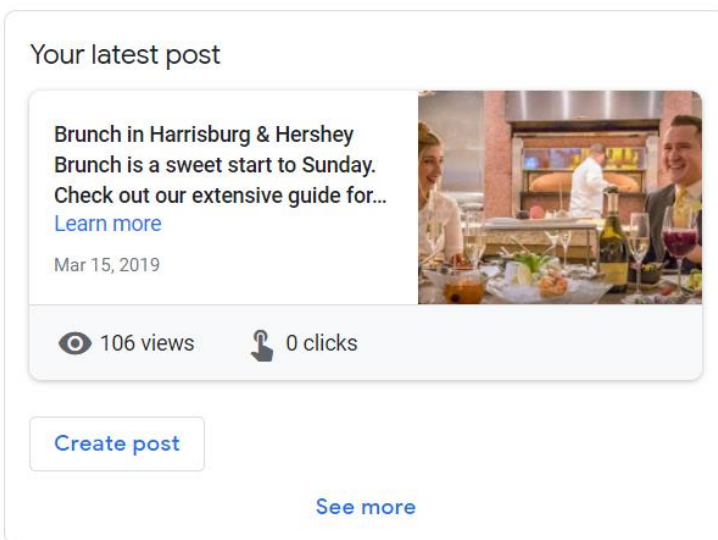 Your latest post
Brunch in Harrisburg & Hershey
Brunch is a sweet start to Sunday.
Check out our extensive guide for...
Learn more
Mar 15, 2019
106 views 0 clicks
Create post
See more